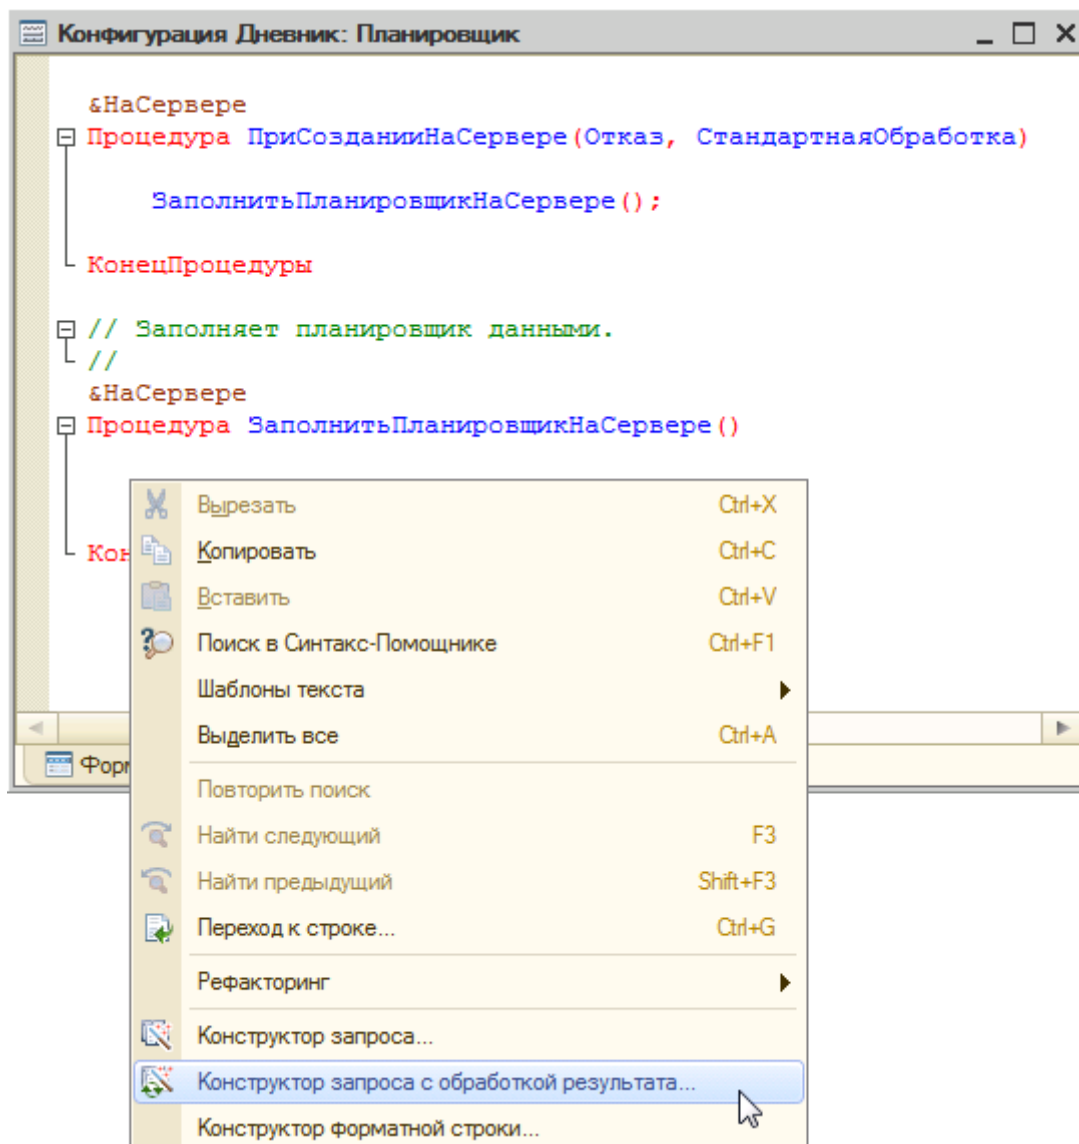 Конфигурация Дневник: Планировщик
&НаСервере
Процедура ПриСозданииНаСервере(Отказ, СтандартнаяОбработка)
ЗаполнитьПланировщикНаСервере();
КонецПроцедуры
// Заполняет планировщик данными.
//
&НаСервере
Процедура ЗаполнитьПланировщикНаСервере()
Вырезать Ctrl+X
Кон
Копировать Ctrl+C
Вставить Ctrl+V
Поиск в Синтакс-Помощнике Ctrl+F1
Шаблоны текста
Выделить все Ctrl+A
Форм
Повторить поиск
Найти следующий F3
Найти предыдущий Shift+F3
Переход к строке... Ctrl+G
Рефакторинг
Конструктор запроса...
Конструктор запроса с обработкой результата...
Конструктор форматной строки...